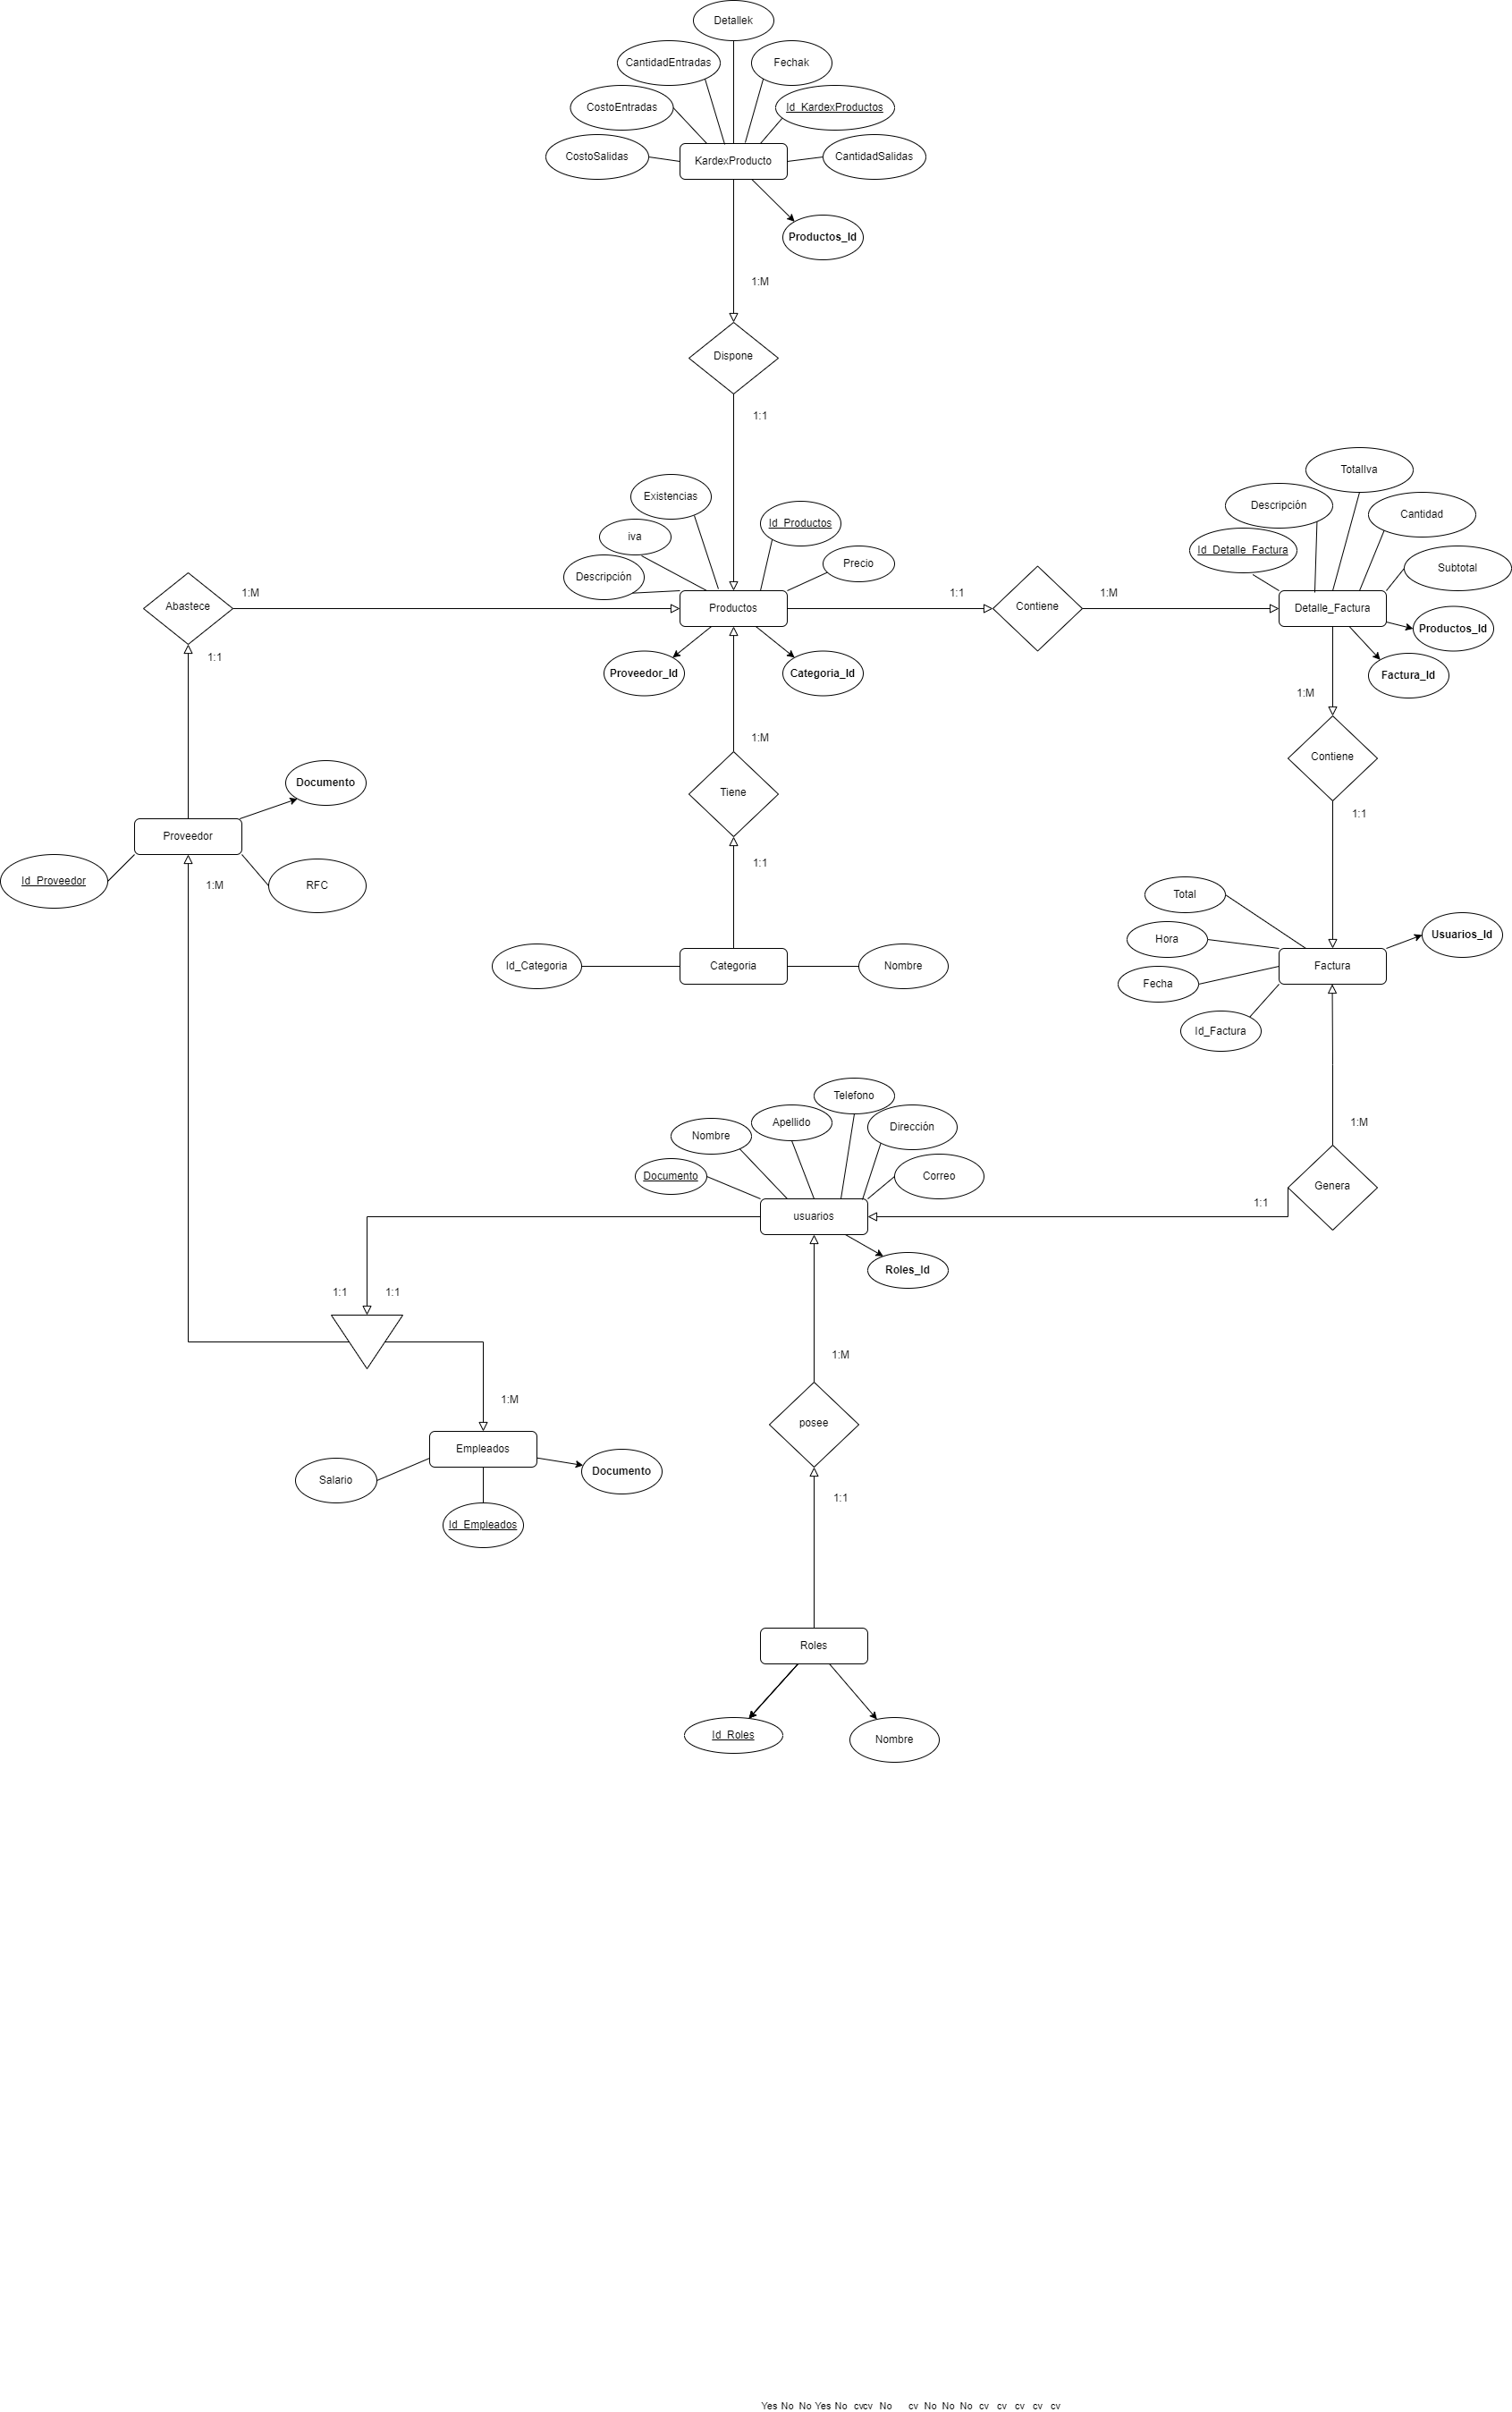 Detallek
CantidadEntradas
Fechak
CostoEntradas
Id_KardexProductos
CostoSalidas
KardexProducto
CantidadSalidas
Productos_Id
1:M
Dispone
1:1
TotalIva
Existencias
Descripción
Cantidad
Id_Productos
iva
Id_Detalle_Factura
Precio
Subtotal
Descripción
1:M
1:1
1:M
Abastece
Productos
Contiene
Detalle_Factura
Productos_Id
1:1
Proveedor_Id
Categoria_Id
Factura_Id
1:M
1:M
Contiene
Documento
Tiene
1:1
Proveedor
1:1
Id_Proveedor
1:M
RFC
Total
Usuarios_Id
Hora
Id_Categoria
Categoria
Nombre
Factura
Fecha
Id_Factura
Telefono
Apellido
1:M
Dirección
Nombre
Documento
Correo
Genera
1:1
usuarios
Roles_Id
1:1
1:1
1:M
1:M
posee
Empleados
Documento
Salario
1:1
Id_Empleados
Roles
Id_Roles
Nombre
Yes No No Yes No cvcv No cv No No No cv cv cv cv cv